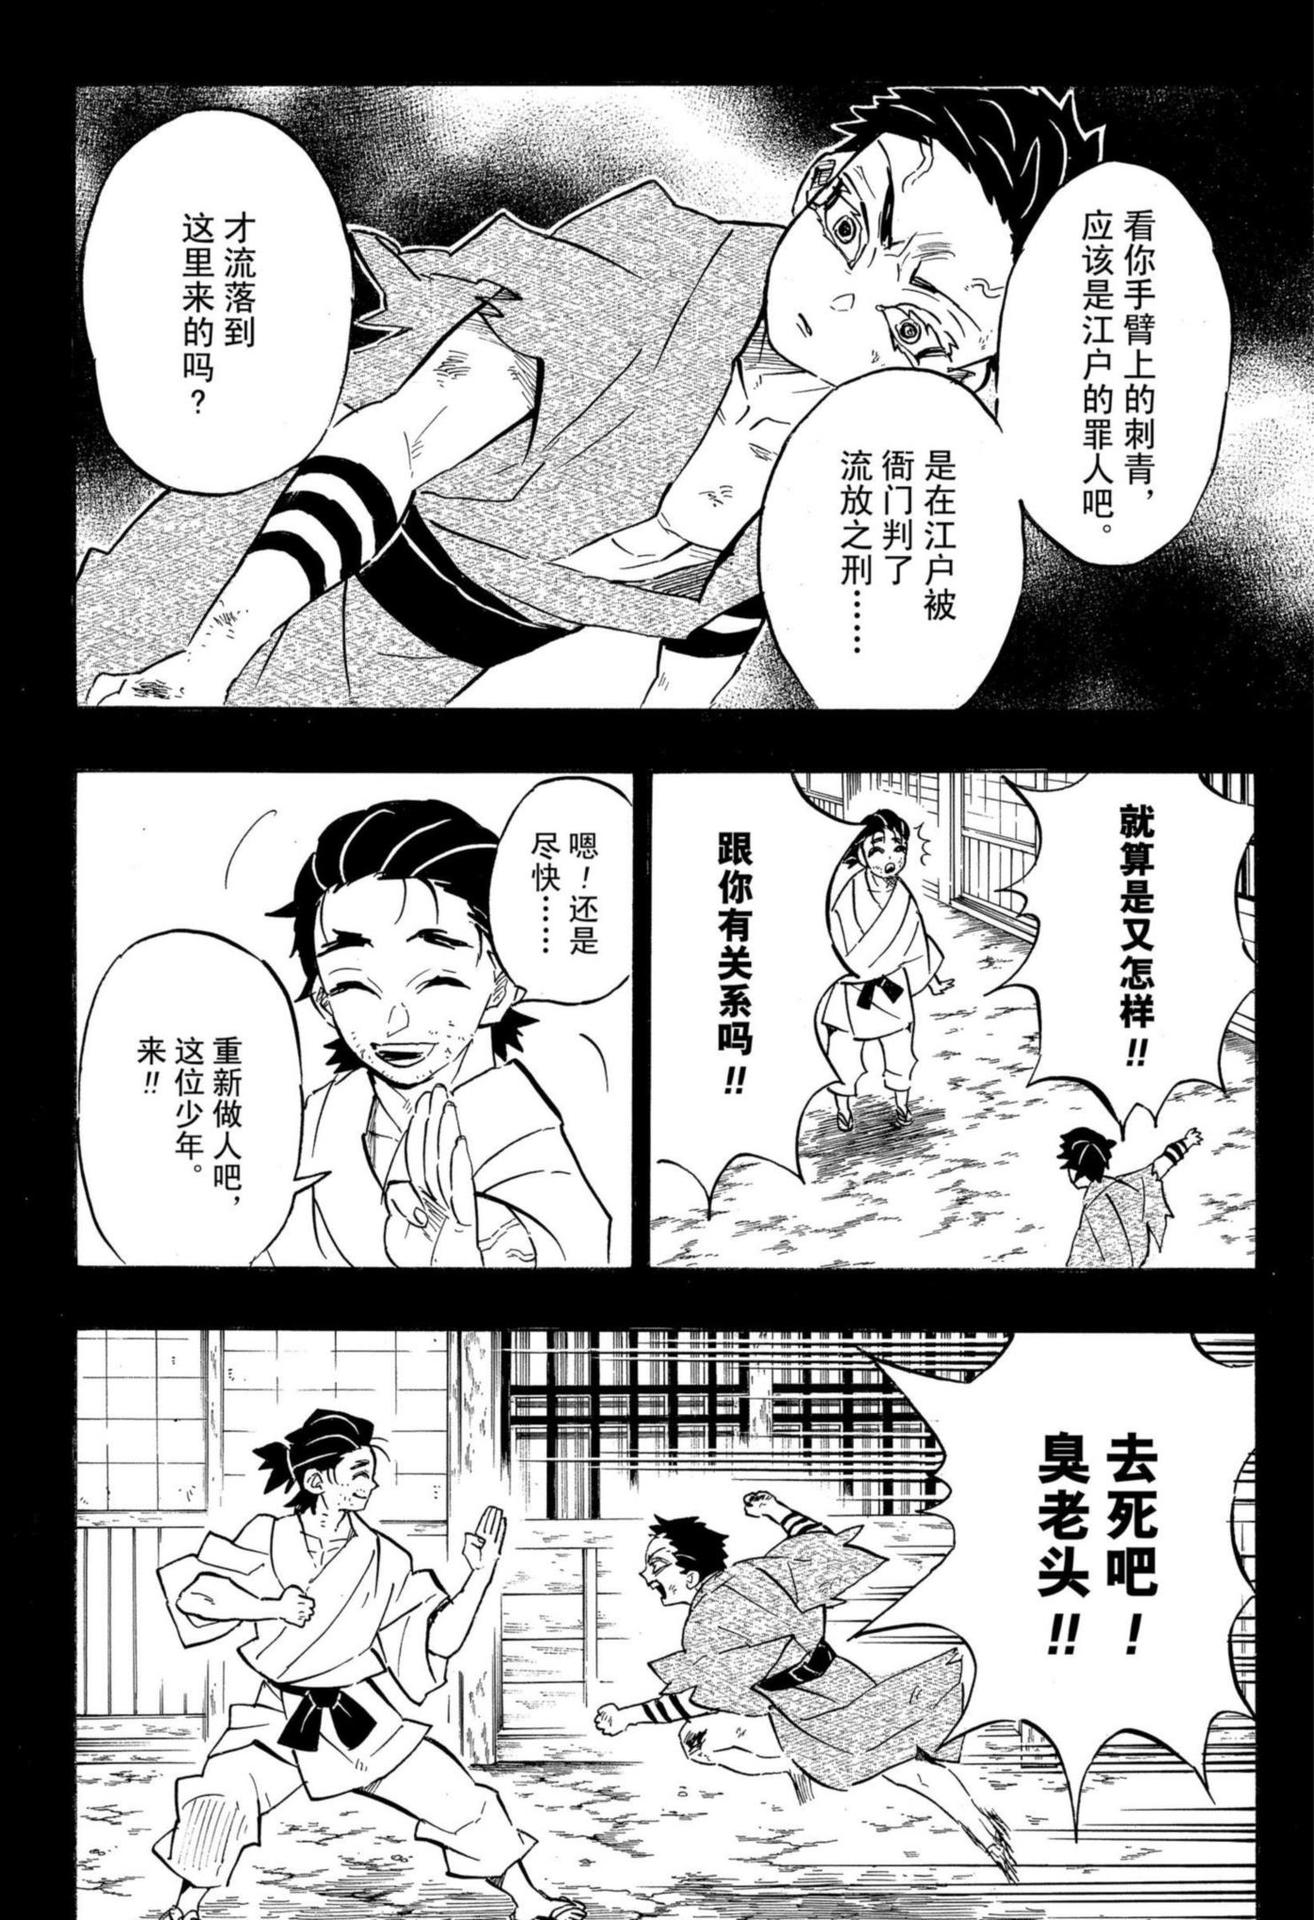 看你手臂上的刺青，
应该是江户的罪人吧。
是在江户被
衙门判了
流放之刑……
才流落到
这里来的吗？
就算是又怎样!!
跟你有关系吗!!
嗯！还是
尽快……
重新做人吧，
这位少年。
来!!
去死吧！
臭老头!!